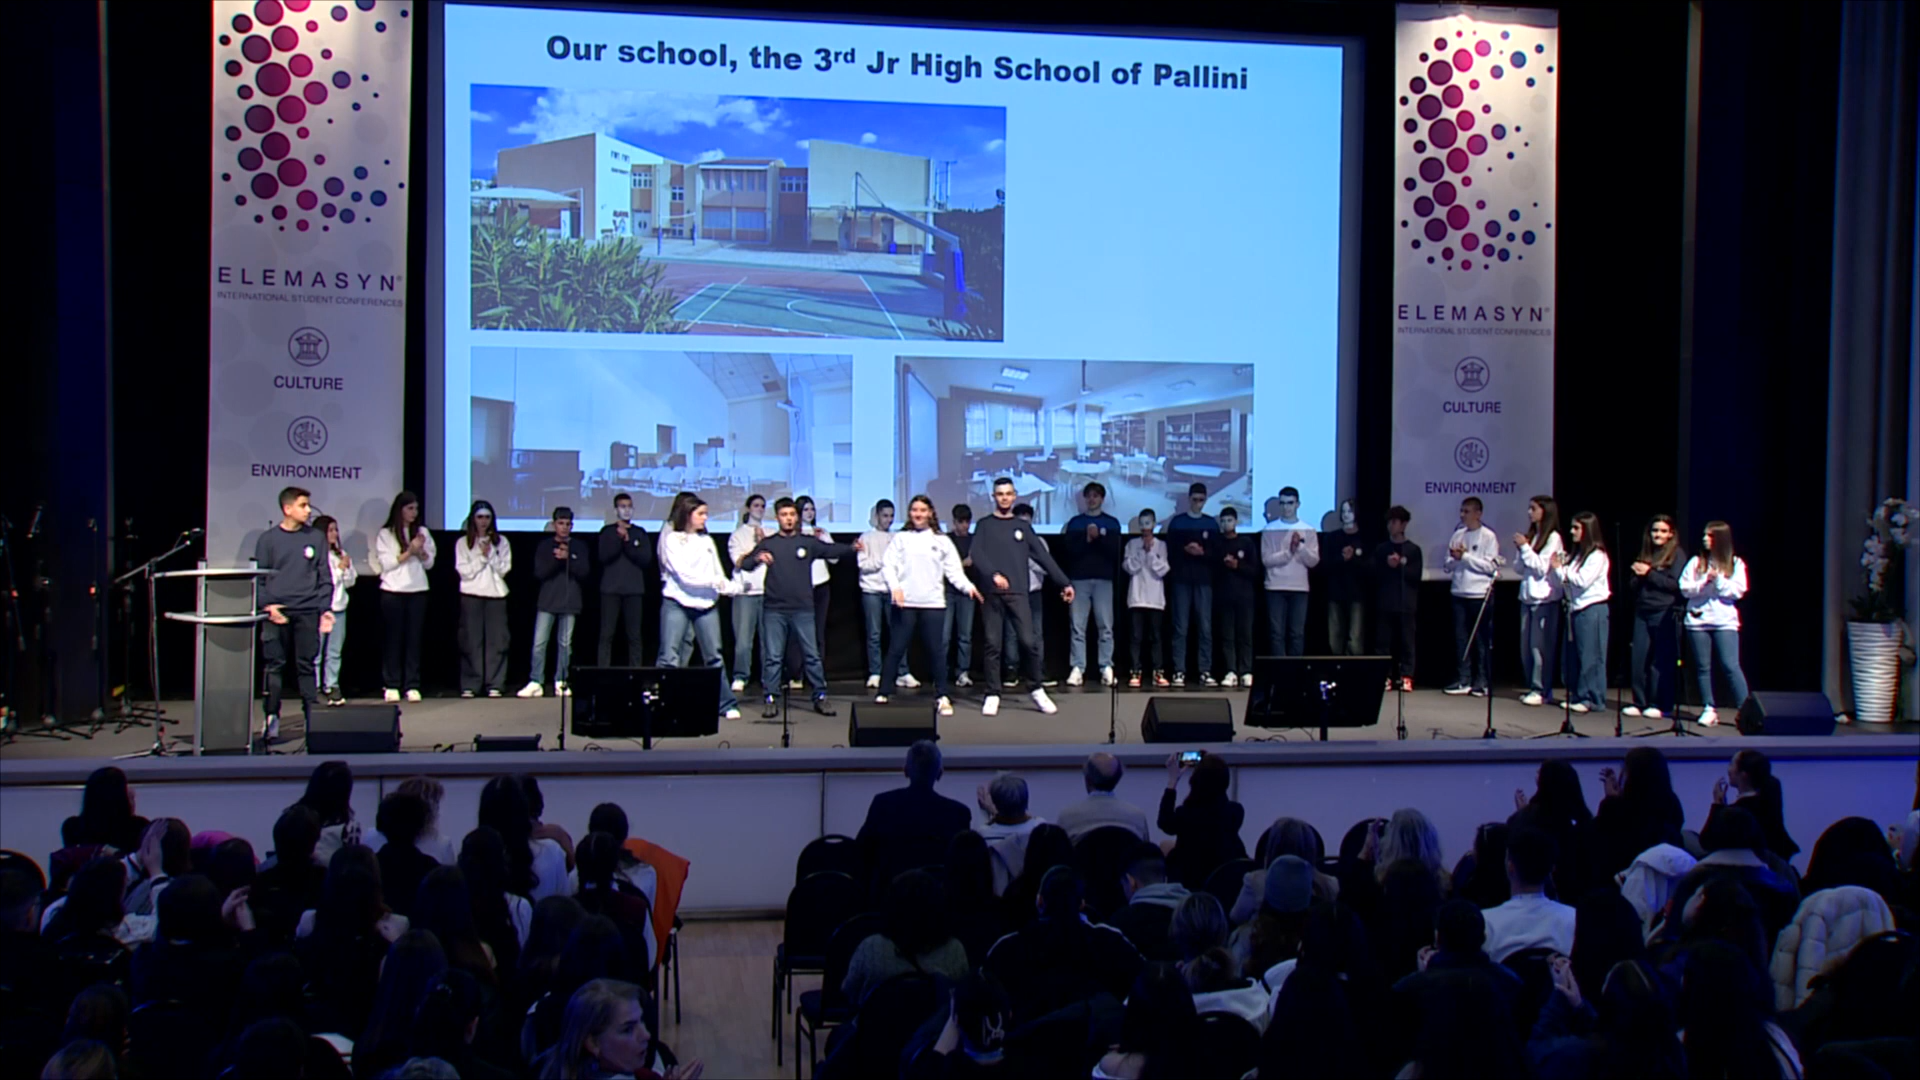 Our school, the 3rd Jr High School of Pallini
ELEMASYN®
INTERNATIONAL STUDENT CONFERENCES
CULTURE
ENVIRONMENT
ELEMASYN®
INTERNATIONAL STUDENT CONFERENCES
CULTURE
ENVIRONMENT